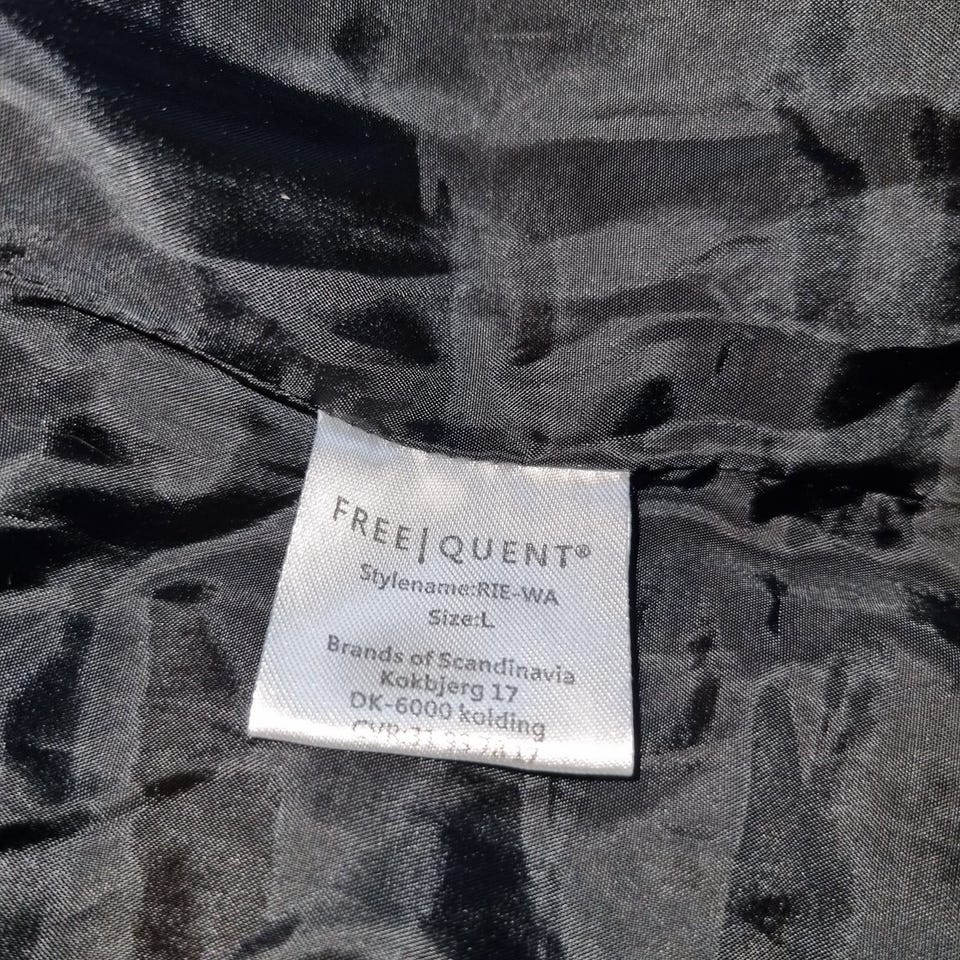 FREE|QUENT®
Stylename:RIE-WA
Size:L
Brands of Scandinavia
Kokbjerg 17
DK-6000 kolding